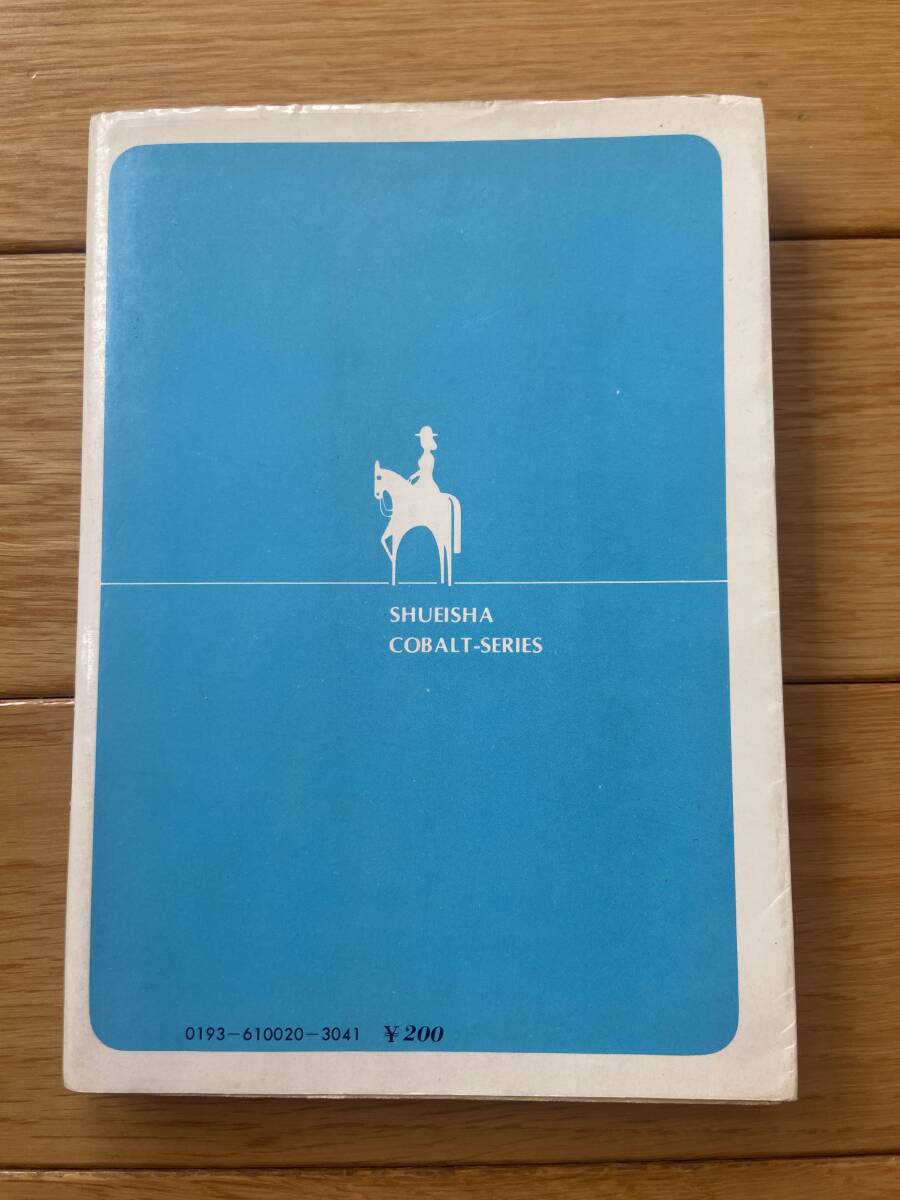 SHUEISHA
COBALT-SERIES
0193-610020-3041 ¥200